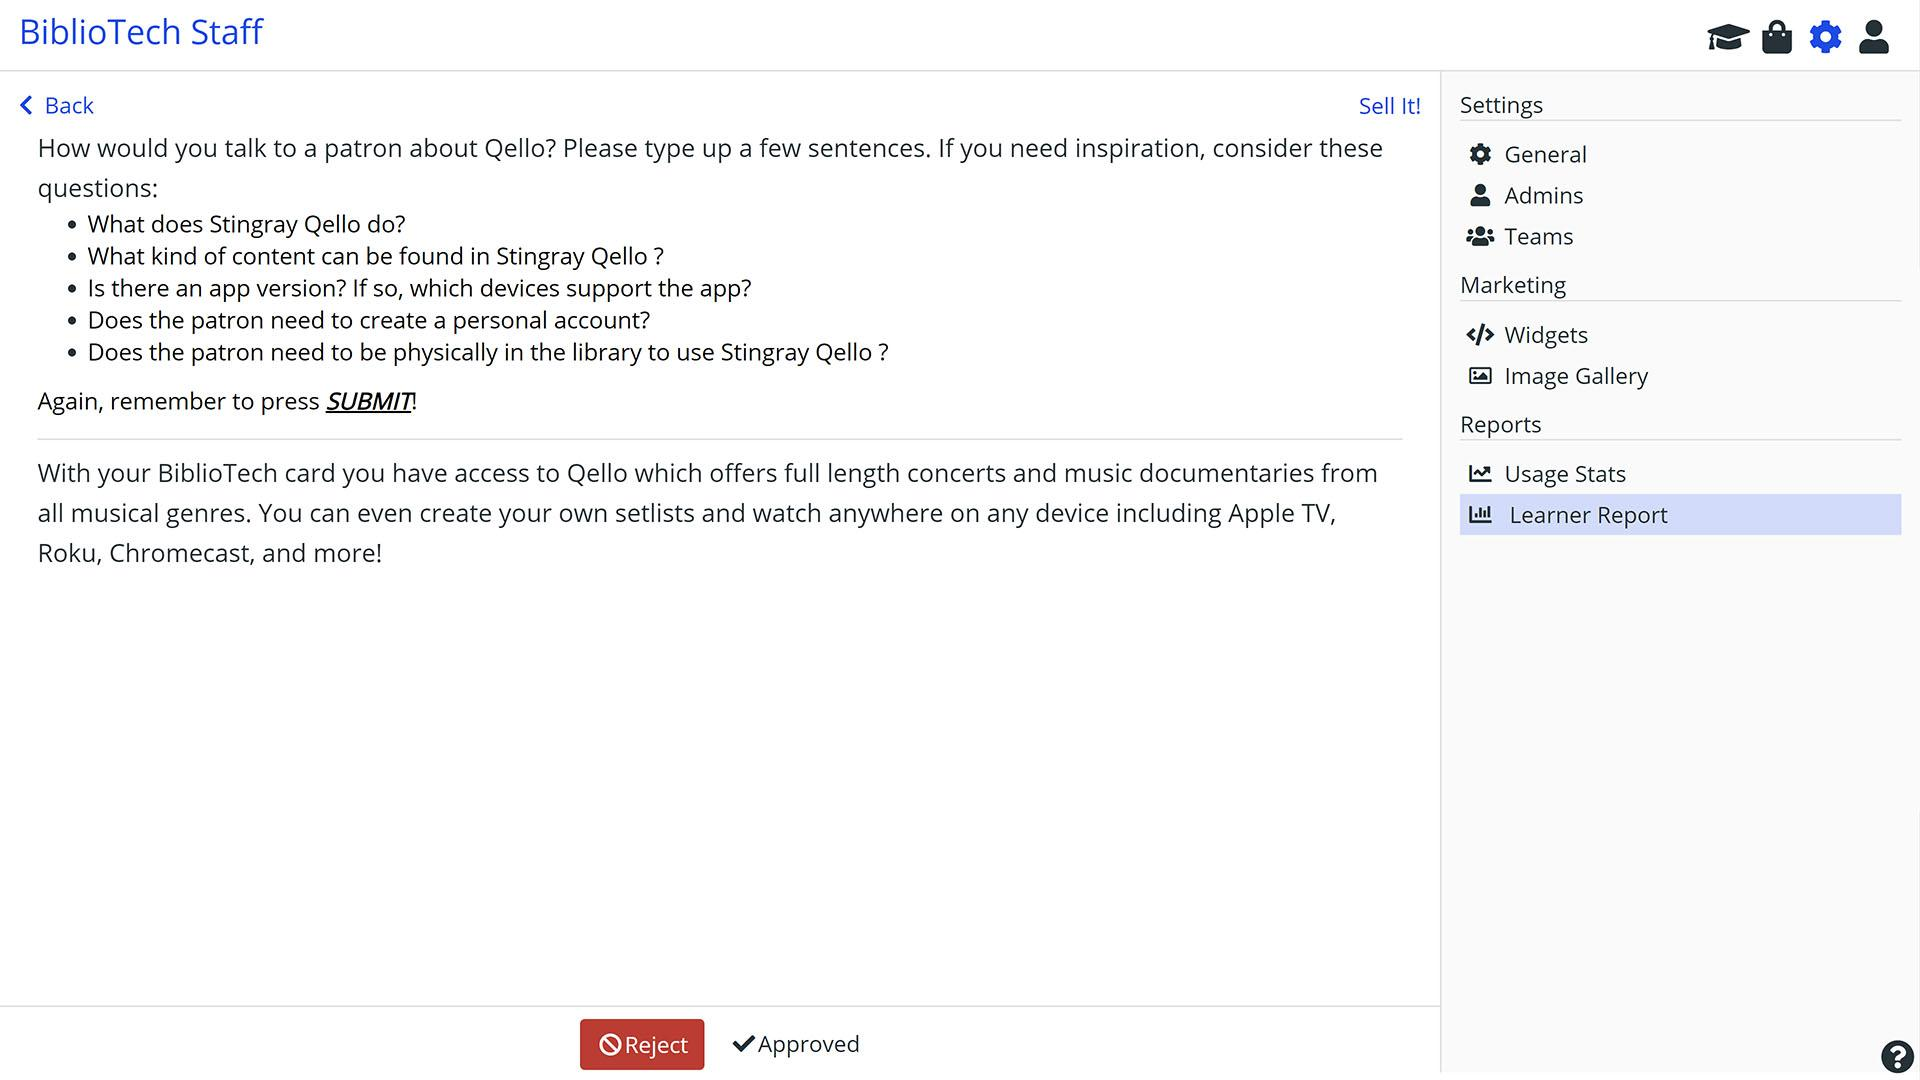 BiblioTech Staff
Back
Sell It!
How would you talk to a patron about Qello? Please type up a few sentences. If you need inspiration, consider these
questions:
• What does Stingray Qello do?
• What kind of content can be found in Stingray Qello ?
• Is there an app version? If so, which devices support the app?
• Does the patron need to create a personal account?
• Does the patron need to be physically in the library to use Stingray Qello ?
Again, remember to press SUBMIT!
With your BiblioTech card you have access to Qello which offers full length concerts and music documentaries from
all musical genres. You can even create your own setlists and watch anywhere on any device including Apple TV,
Roku, Chromecast, and more!
Reject
Approved
Settings
General
Admins
Teams
Marketing
Widgets
Image Gallery
Reports
Usage Stats
Learner Report